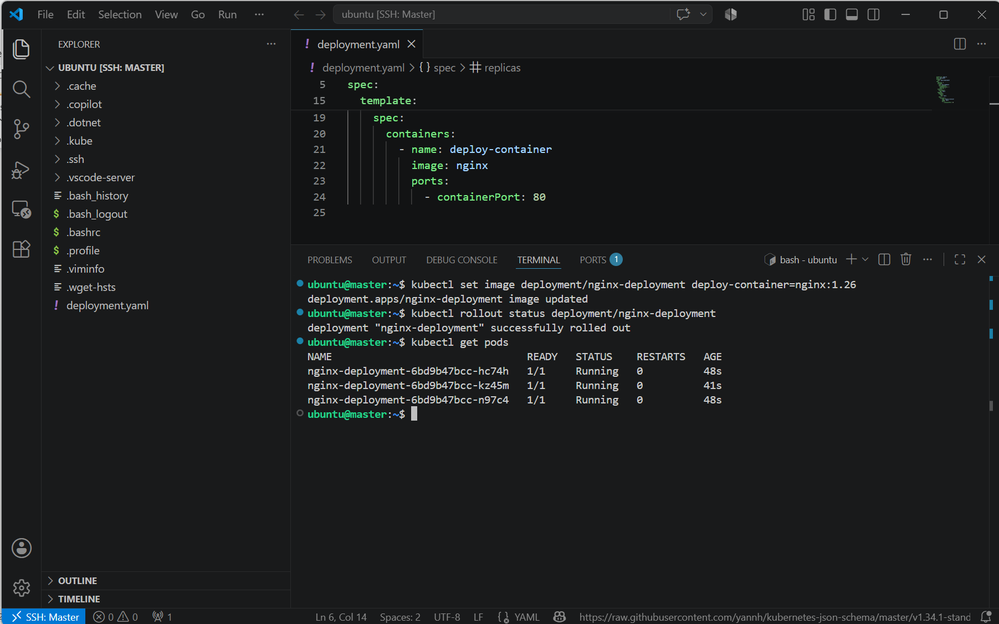 File Edit Selection View Go Run ···
ubuntu [SSH: Master]
EXPLORER
UBUNTU [SSH: MASTER]
.cache
.copilot
.dotnet
.kube
.ssh
.vscode-server
.bash_history
$ .bash_logout
$ .bashrc
$ .profile
.viminfo
.wget-hsts
! deployment.yaml
OUTLINE
TIMELINE
! deployment.yaml
! deployment.yaml > {} spec > # replicas
5 spec:
15 template:
19 spec:
20 containers:
21 - name: deploy-container
22 image: nginx
23 ports:
24 - containerPort: 80
25
PROBLEMS OUTPUT DEBUG CONSOLE TERMINAL PORTS 1
bash - ubuntu
ubuntu@master:~$ kubectl set image deployment/nginx-deployment deploy-container=nginx:1.26
deployment.apps/nginx-deployment image updated
ubuntu@master:~$ kubectl rollout status deployment/nginx-deployment
deployment "nginx-deployment" successfully rolled out
ubuntu@master:~$ kubectl get pods
NAME READY STATUS RESTARTS AGE
nginx-deployment-6bd9b47bcc-hc74h 1/1 Running 0 48s
nginx-deployment-6bd9b47bcc-kz45m 1/1 Running 0 41s
nginx-deployment-6bd9b47bcc-n97c4 1/1 Running 0 48s
ubuntu@master:~$
SSH: Master 0 0 1 Ln 6, Col 14 Spaces: 2 UTF-8 LF {} YAML https://raw.githubusercontent.com/yannh/kubernetes-json-schema/master/v1.34.1-stand